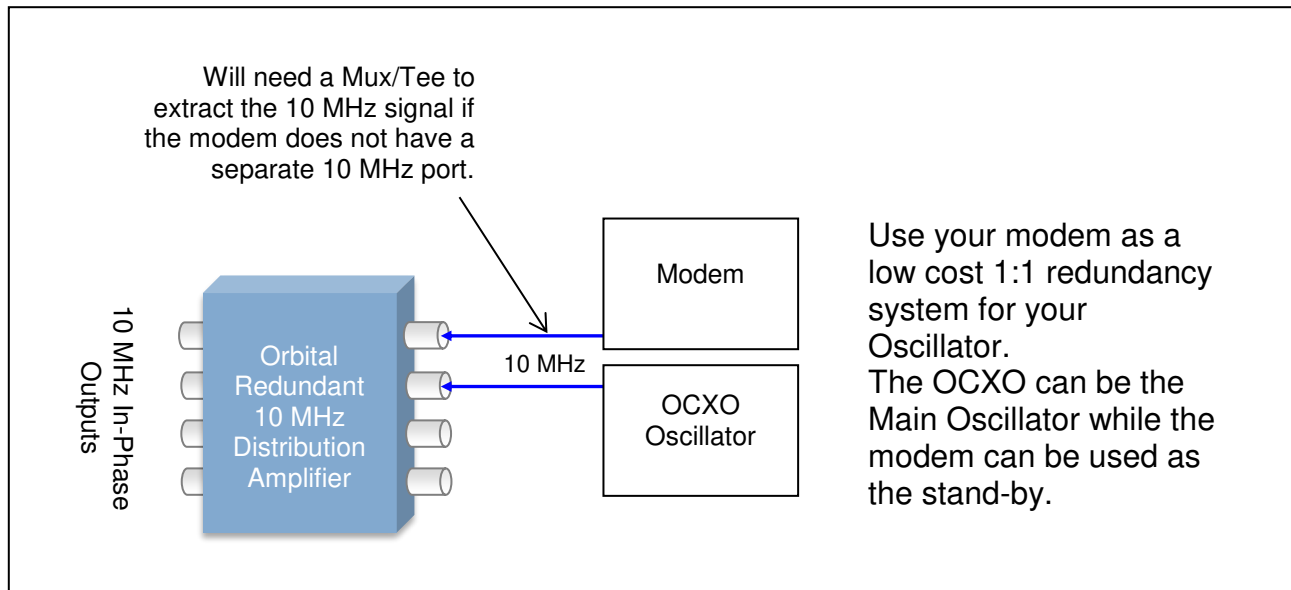 Will need a Mux/Tee to
extract the 10 MHz signal if
the modem does not have a
separate 10 MHz port.
10 MHz In-Phase
Outputs
Orbital
Redundant
10 MHz
Distribution
Amplifier
10 MHz
Modem
OCXO
Oscillator
Use your modem as a
low cost 1:1 redundancy
system for your
Oscillator.
The OCXO can be the
Main Oscillator while the
modem can be used as
the stand-by.